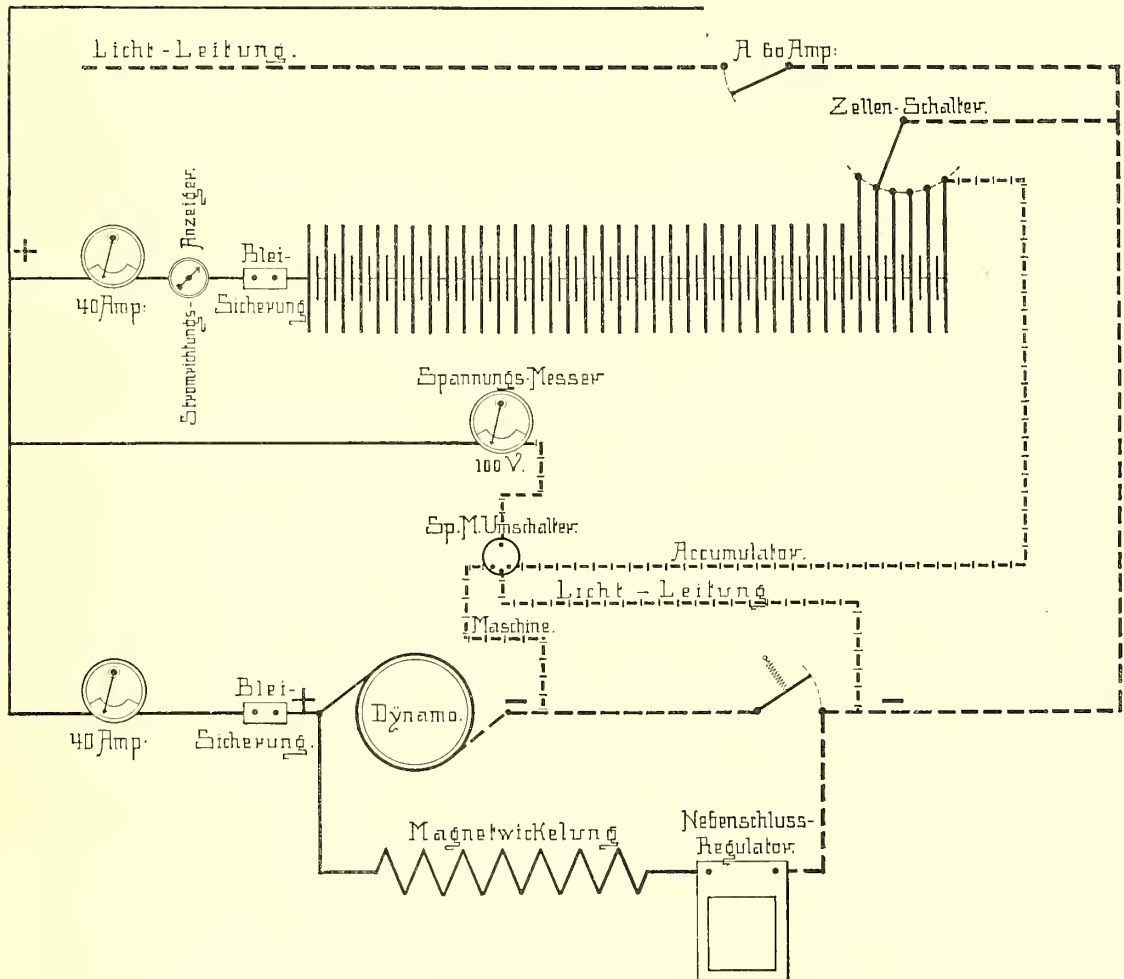 Licht-Leitung.
A 60 Amp:
Zellen-Schalter.
+
40 Amp:
Stromrichtungs-Anzeiger.
Blei-
Sicherung
Spannungs-Messer
100 V.
Sp. M. Umschalter.
Accumulator.
Licht - Leitung
Maschine.
40 Amp.
Blei-
Sicherung.
+
Dÿnamo.
–
–
Magnetwickelung
Nebenschluss-
Regulator.